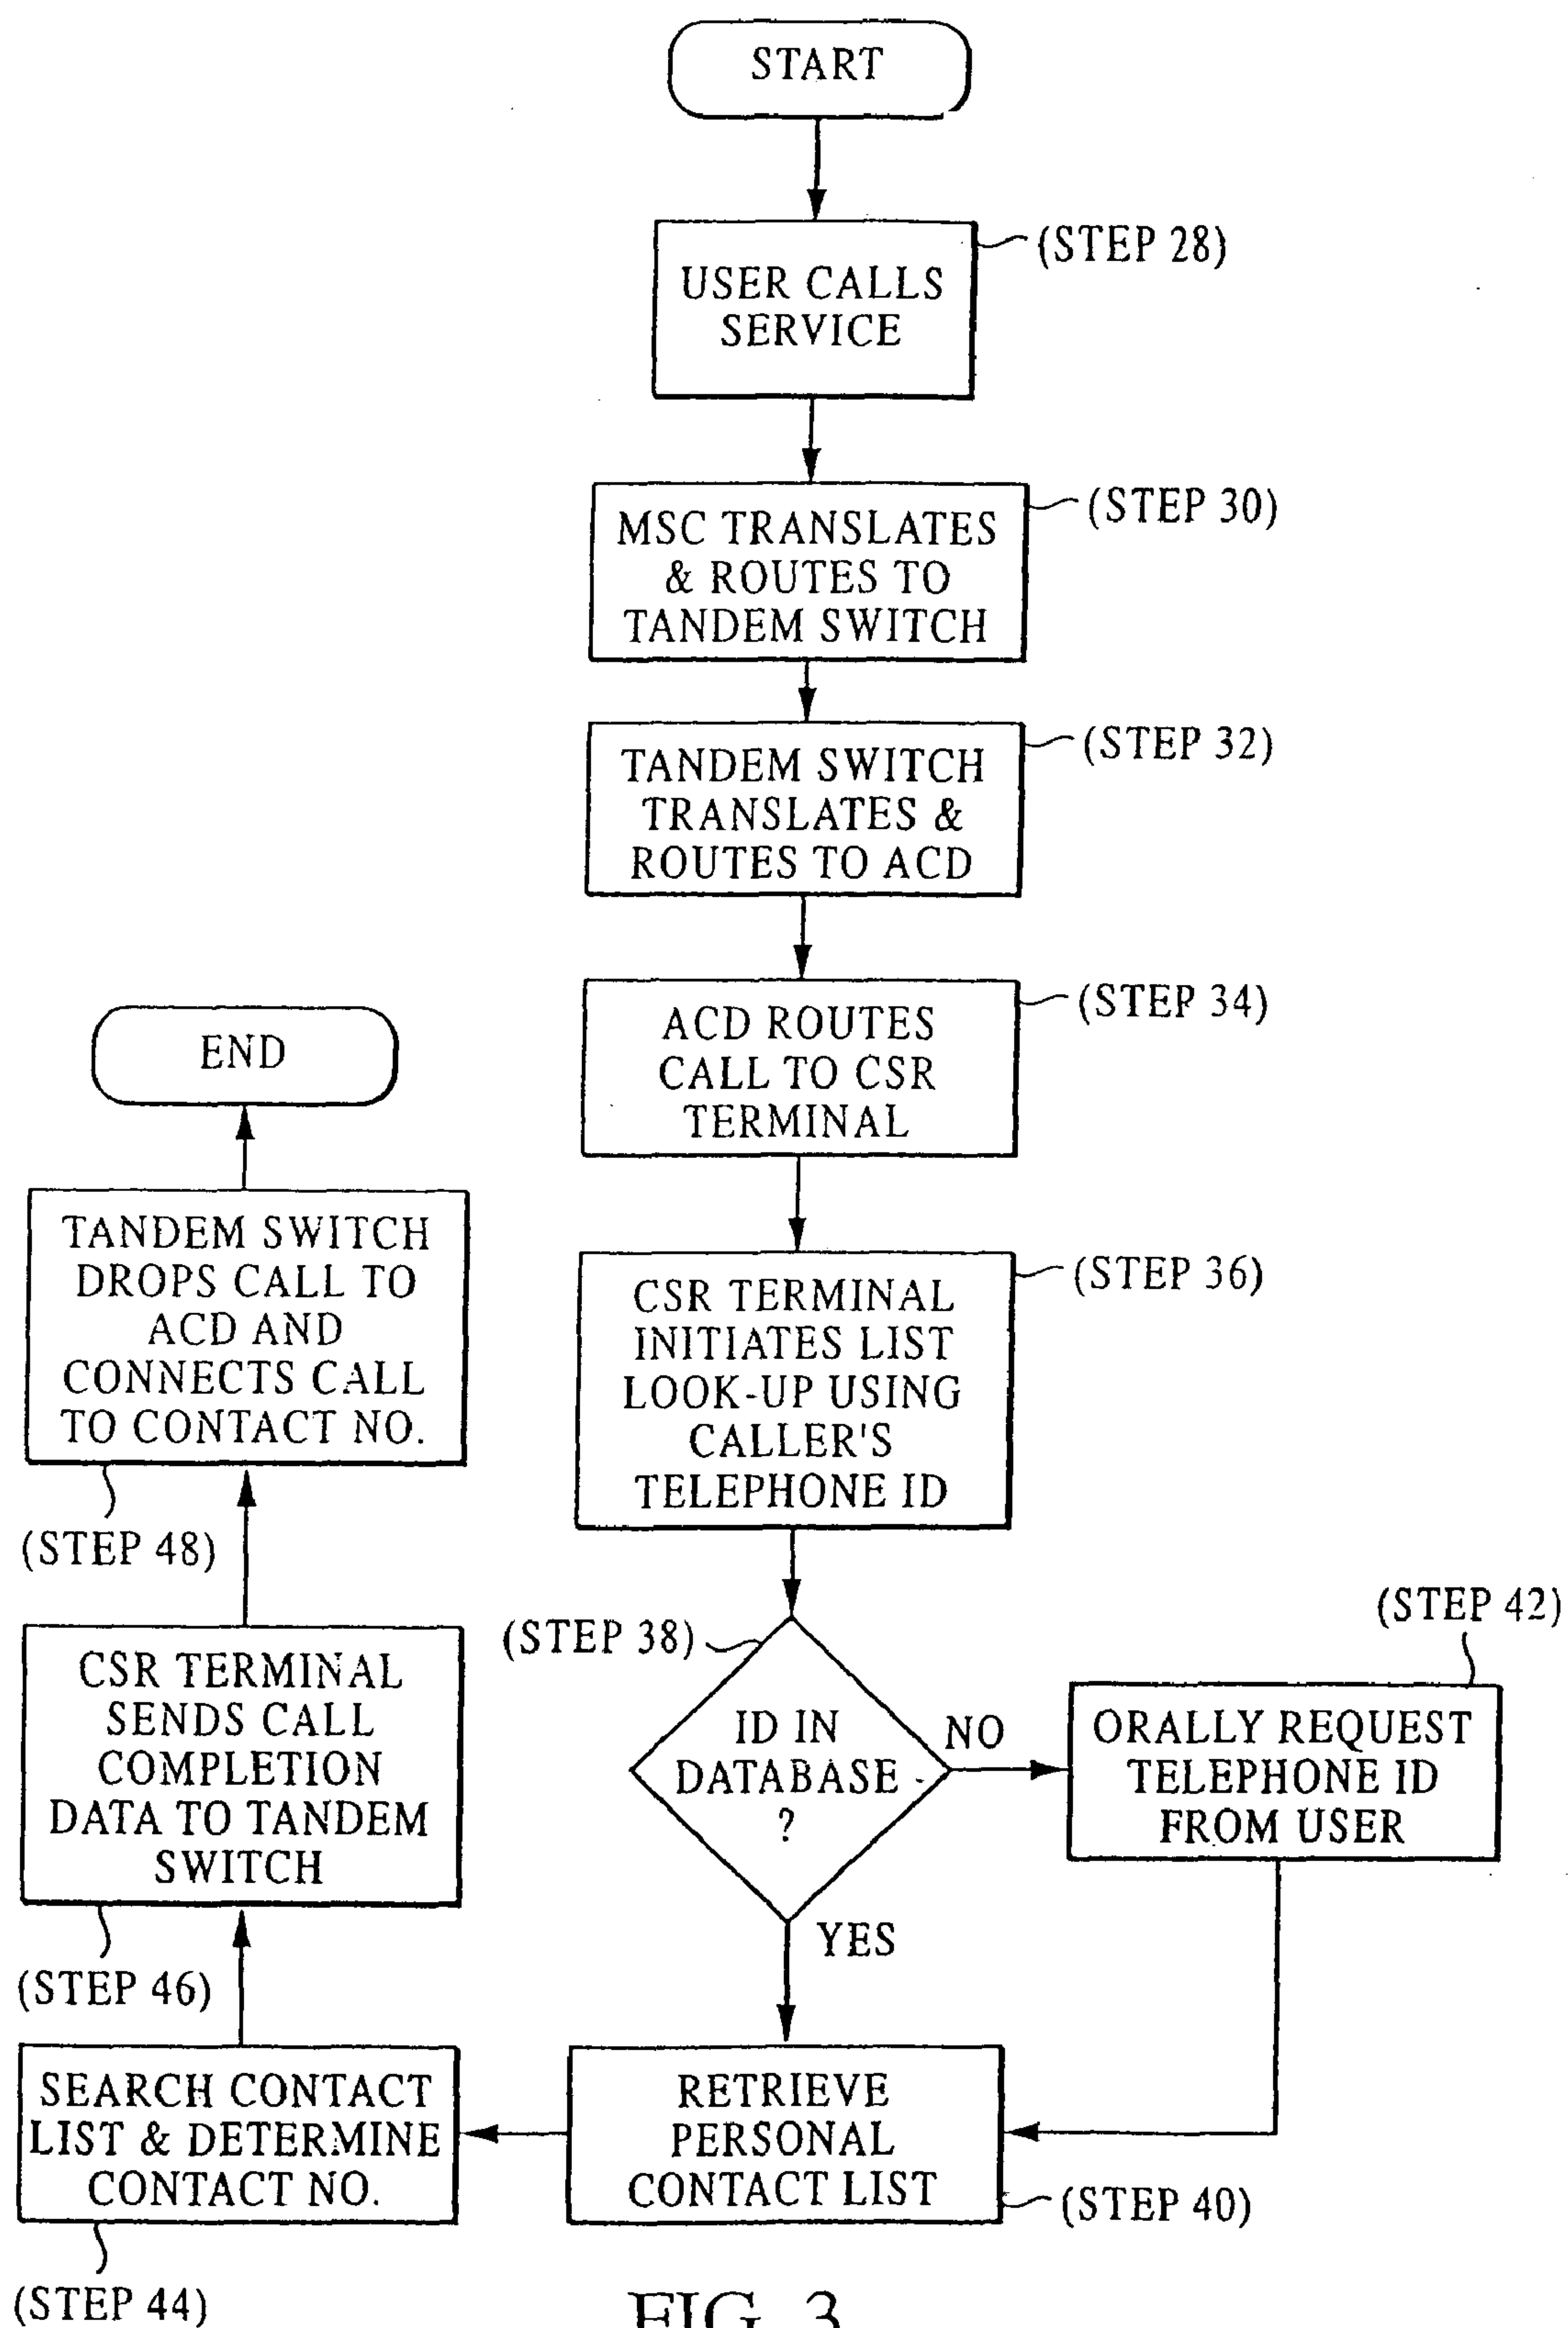 START
(STEP 28)
USER CALLS
SERVICE
(STEP 30)
MSC TRANSLATES
& ROUTES TO
TANDEM SWITCH
(STEP 32)
TANDEM SWITCH
TRANSLATES &
ROUTES TO ACD
(STEP 34)
ACD ROUTES
CALL TO CSR
TERMINAL
(STEP 36)
CSR TERMINAL
INITIATES LIST
LOOK-UP USING
CALLER'S
TELEPHONE ID
(STEP 38)
ID IN
DATABASE
?
NO
YES
(STEP 42)
ORALLY REQUEST
TELEPHONE ID
FROM USER
RETRIEVE
PERSONAL
CONTACT LIST
(STEP 40)
SEARCH CONTACT
LIST & DETERMINE
CONTACT NO.
(STEP 44)
CSR TERMINAL
SENDS CALL
COMPLETION
DATA TO TANDEM
SWITCH
(STEP 46)
TANDEM SWITCH
DROPS CALL TO
ACD AND
CONNECTS CALL
TO CONTACT NO.
(STEP 48)
END
FIG. 3